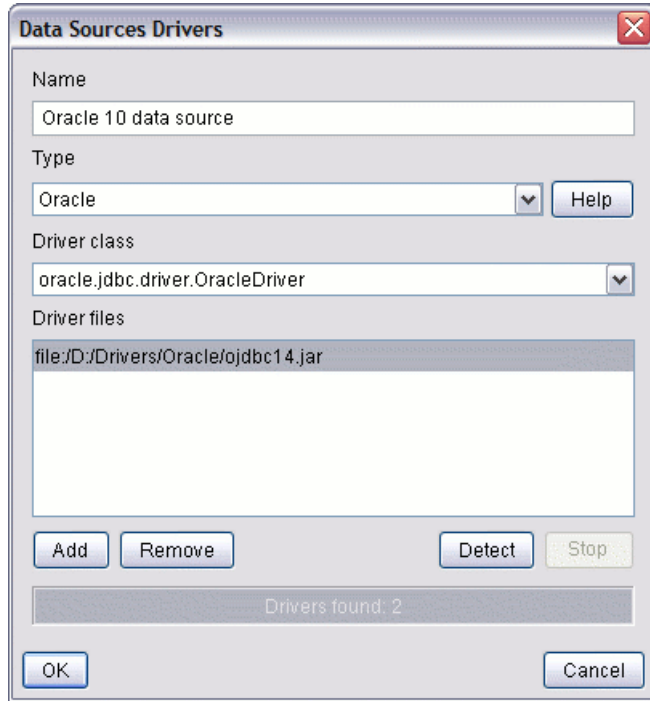 Data Sources Drivers
Name
Oracle 10 data source
Type
Oracle
Help
Driver class
oracle.jdbc.driver.OracleDriver
Driver files
file:/D:/Drivers/Oracle/ojdbc14.jar
Add Remove Detect Stop
Drivers found: 2
OK Cancel